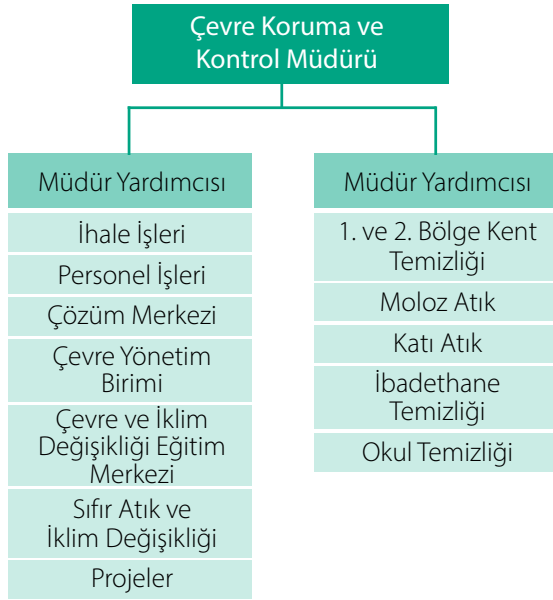 Çevre Koruma ve
Kontrol Müdürü
Müdür Yardımcısı
İhale İşleri
Personel İşleri
Çözüm Merkezi
Çevre Yönetim
Birimi
Çevre ve İklim
Değişikliği Eğitim
Merkezi
Sıfır Atık ve
İklim Değişikliği
Projeler
Müdür Yardımcısı
1. ve 2. Bölge Kent
Temizliği
Moloz Atık
Katı Atık
İbadethane
Temizliği
Okul Temizliği